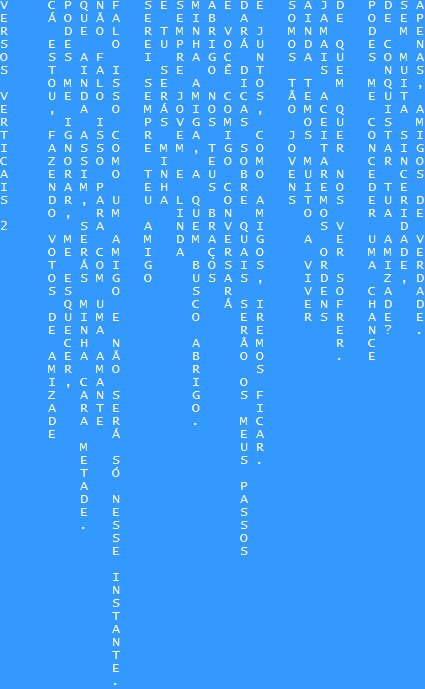 VERSOS VERTICAIS 2
CÁ ESTOU, FAZENDO VOTOS DE AMIZADE
PODES ME IGNORAR, ME ESQUECER,
QUE AINDA ASSIM, SERÁS MINHA CARA METADE.
NÃO FALO ISSO PARA COM UMA AMANTE
FALO ISSO COMO UM AMIGO E NÃO SERÁ SÓ NESSE INSTANTE.
SEREI SEMPRE TEU AMIGO
E TU SERÁS MINHA
SEMPRE JOVEM E LINDA
MINHA AMIGA, A QUEM BUSCO ABRIGO.
ABRIGO NOS TEUS BRAÇOS
E VOCÊ COMIGO CONVERSARÁ
DARÁ DICAS SOBRE QUAIS SERÃO OS MEUS PASSOS
E JUNTOS, COMO AMIGOS, IREMOS FICAR.
SOMOS TÃO JOVENS
AINDA TEMOS MUITO A VIVER
JAMAIS ACEITAREMOS ORDENS
DE QUEM QUER NOS VER SOFRER.
PODES ME CONCEDER UMA CHANCE
DE CONQUISTAR TUA AMIZADE?
SEM MUITA SINCERIDADE,
APENAS, AMIGOS DE VERDADE.